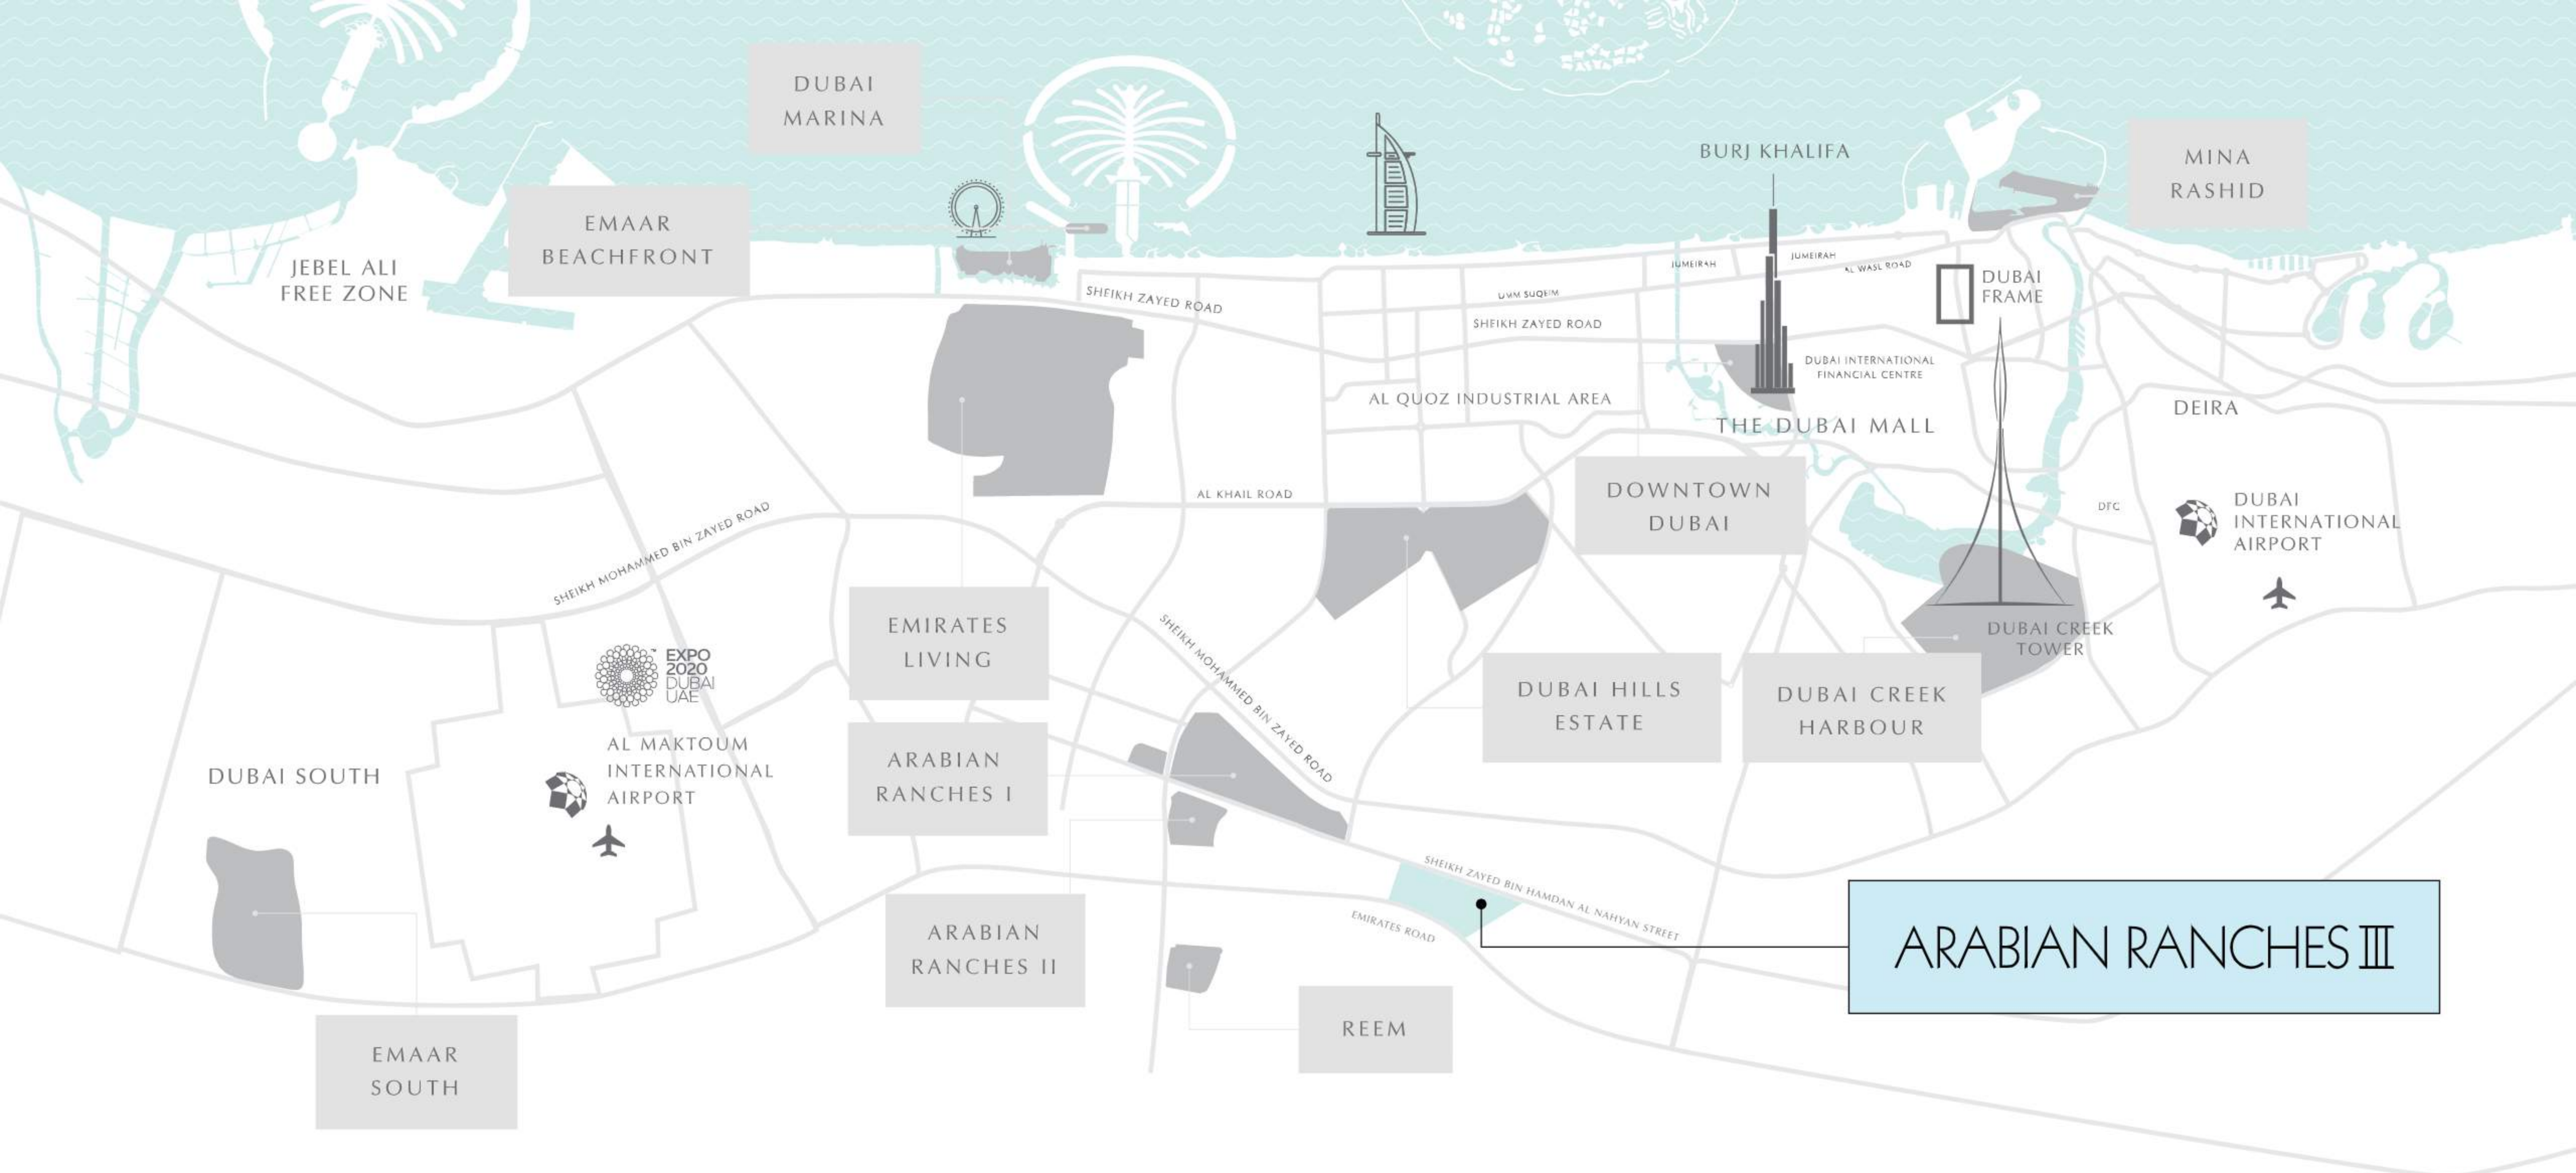 DUBAI
MARINA
BURJ KHALIFA
MINA
RASHID
EMAAR
BEACHFRONT
JEBEL ALI
FREE ZONE
SHEIKH ZAYED ROAD
UMM SUQEIM
SHEIKH ZAYED ROAD
JUMEIRAH
JUMEIRAH
AL WASL ROAD
DUBAI
FRAME
DUBAI INTERNATIONAL
FINANCIAL CENTRE
AL QUOZ INDUSTRIAL AREA
THE DUBAI MALL
DEIRA
DOWNTOWN
DUBAI
AL KHAIL ROAD
DUBAI
INTERNATIONAL
AIRPORT
SHEIKH MOHAMMED BIN ZAYED ROAD
EMIRATES
LIVING
SHEIKH MOHAMMED BIN ZAYED ROAD
DUBAI CREEK
TOWER
EXPO
2020
DUBAI
UAE
DUBAI HILLS
ESTATE
DUBAI CREEK
HARBOUR
AL MAKTOUM
INTERNATIONAL
AIRPORT
DUBAI SOUTH
ARABIAN
RANCHES I
SHEIKH ZAYED BIN HAMDAN AL NAHYAN STREET
EMIRATES ROAD
ARABIAN
RANCHES II
ARABIAN RANCHES III
REEM
EMAAR
SOUTH